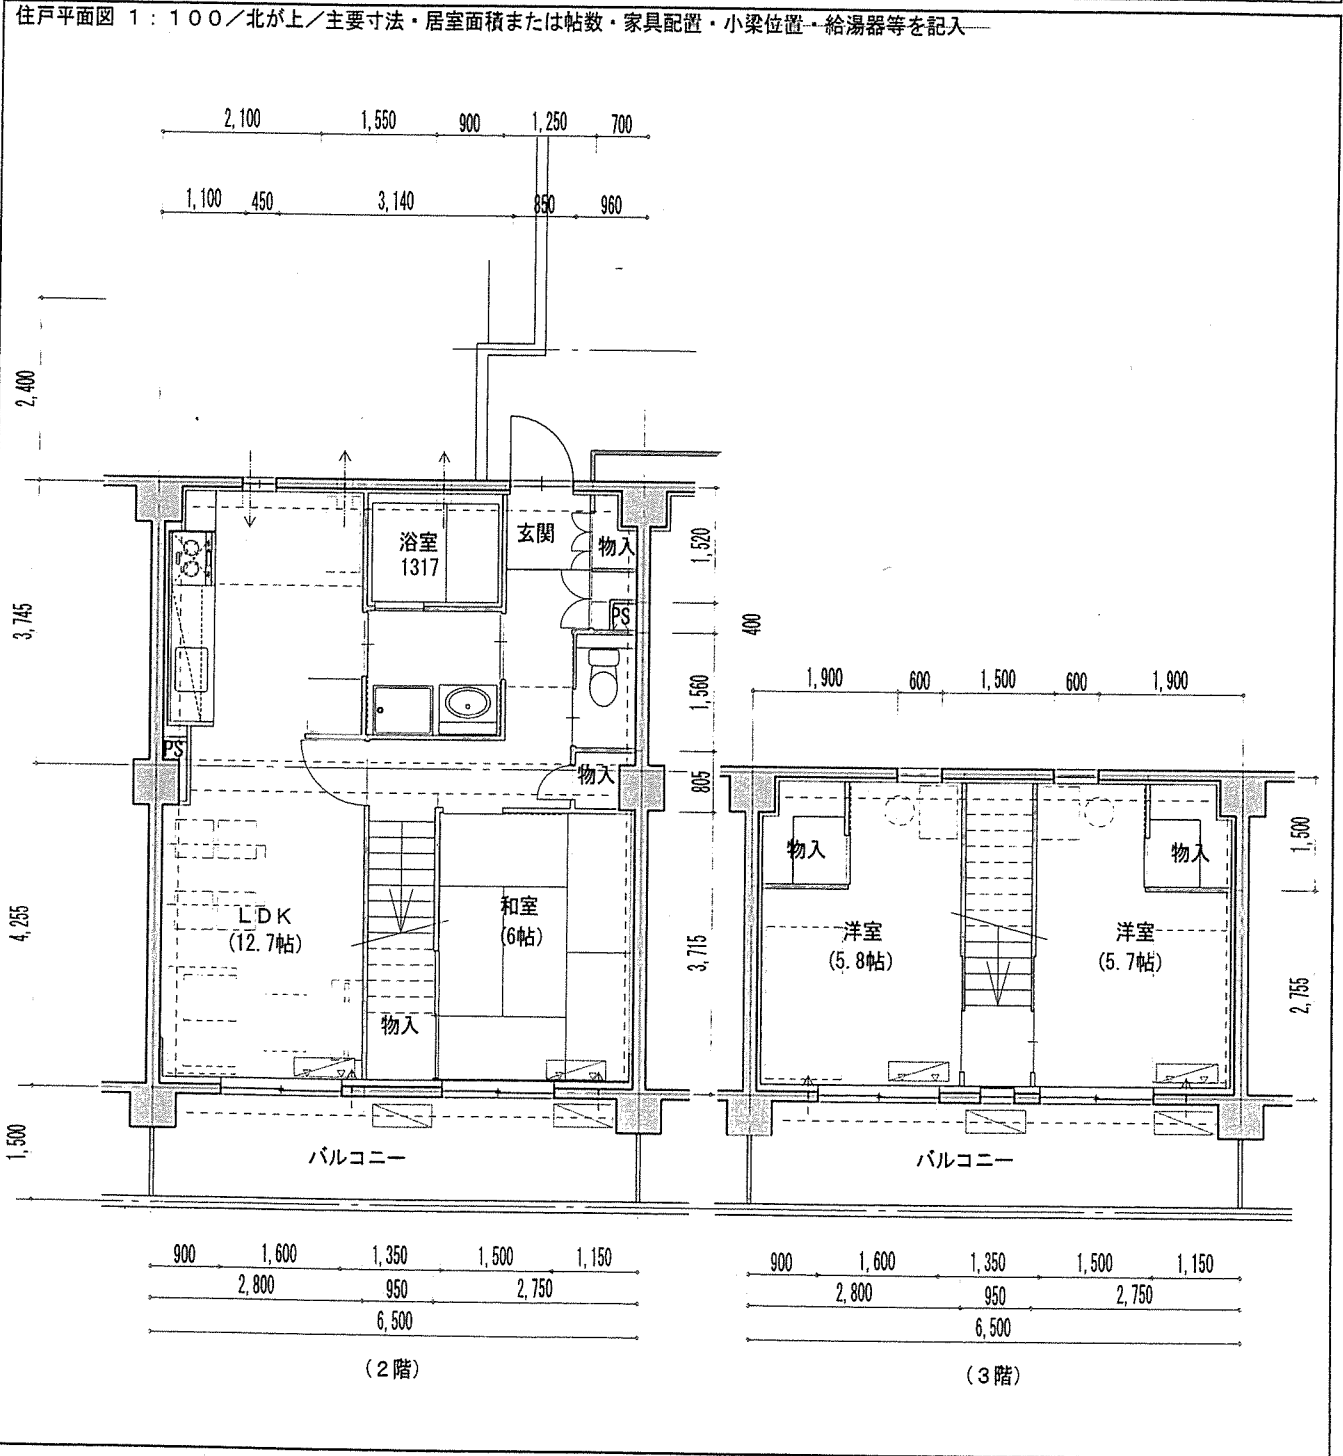 住戸平面図 1:100/北が上/主要寸法・居室面積または帖数・家具配置・小梁位置・給湯器等を記入
2,100 1,550 900 1,250 700
1,100 450 3,140 850 960
2,400
3,745
4,255
1,500
浴室
1317
玄関
物入
PS
PS
物入
LDK
(12.7帖)
和室
(6帖)
物入
バルコニー
1,520
400
1,560
805
3,715
900 1,600 1,350 1,500 1,150
2,800 950 2,750
6,500
(2階)
1,900 600 1,500 600 1,900
物入
物入
洋室
(5.8帖)
洋室
(5.7帖)
1,500
2,755
バルコニー
900 1,600 1,350 1,500 1,150
2,800 950 2,750
6,500
(3階)